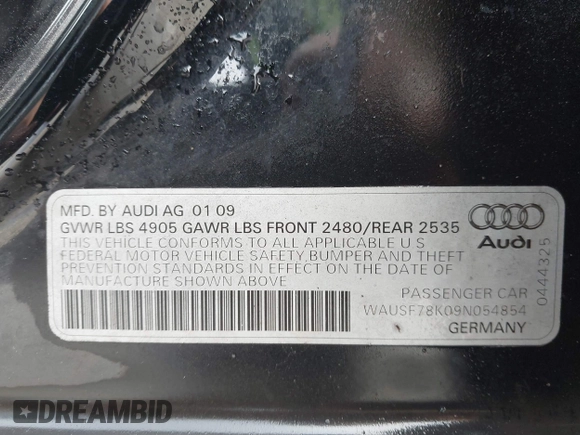 MFD. BY AUDI AG 01 09
GVWR LBS 4905 GAWR LBS FRONT 2480/REAR 2535
THIS VEHICLE CONFORMS TO ALL APPLICABLE U S
FEDERAL MOTOR VEHICLE SAFETY,BUMPER AND THEFT
PREVENTION STANDARDS IN EFFECT ON THE DATE OF
MANUFACTURE SHOWN ABOVE
Audi
0444325
PASSENGER CAR
WAUSF78K09N054854
GERMANY
DREAMBID